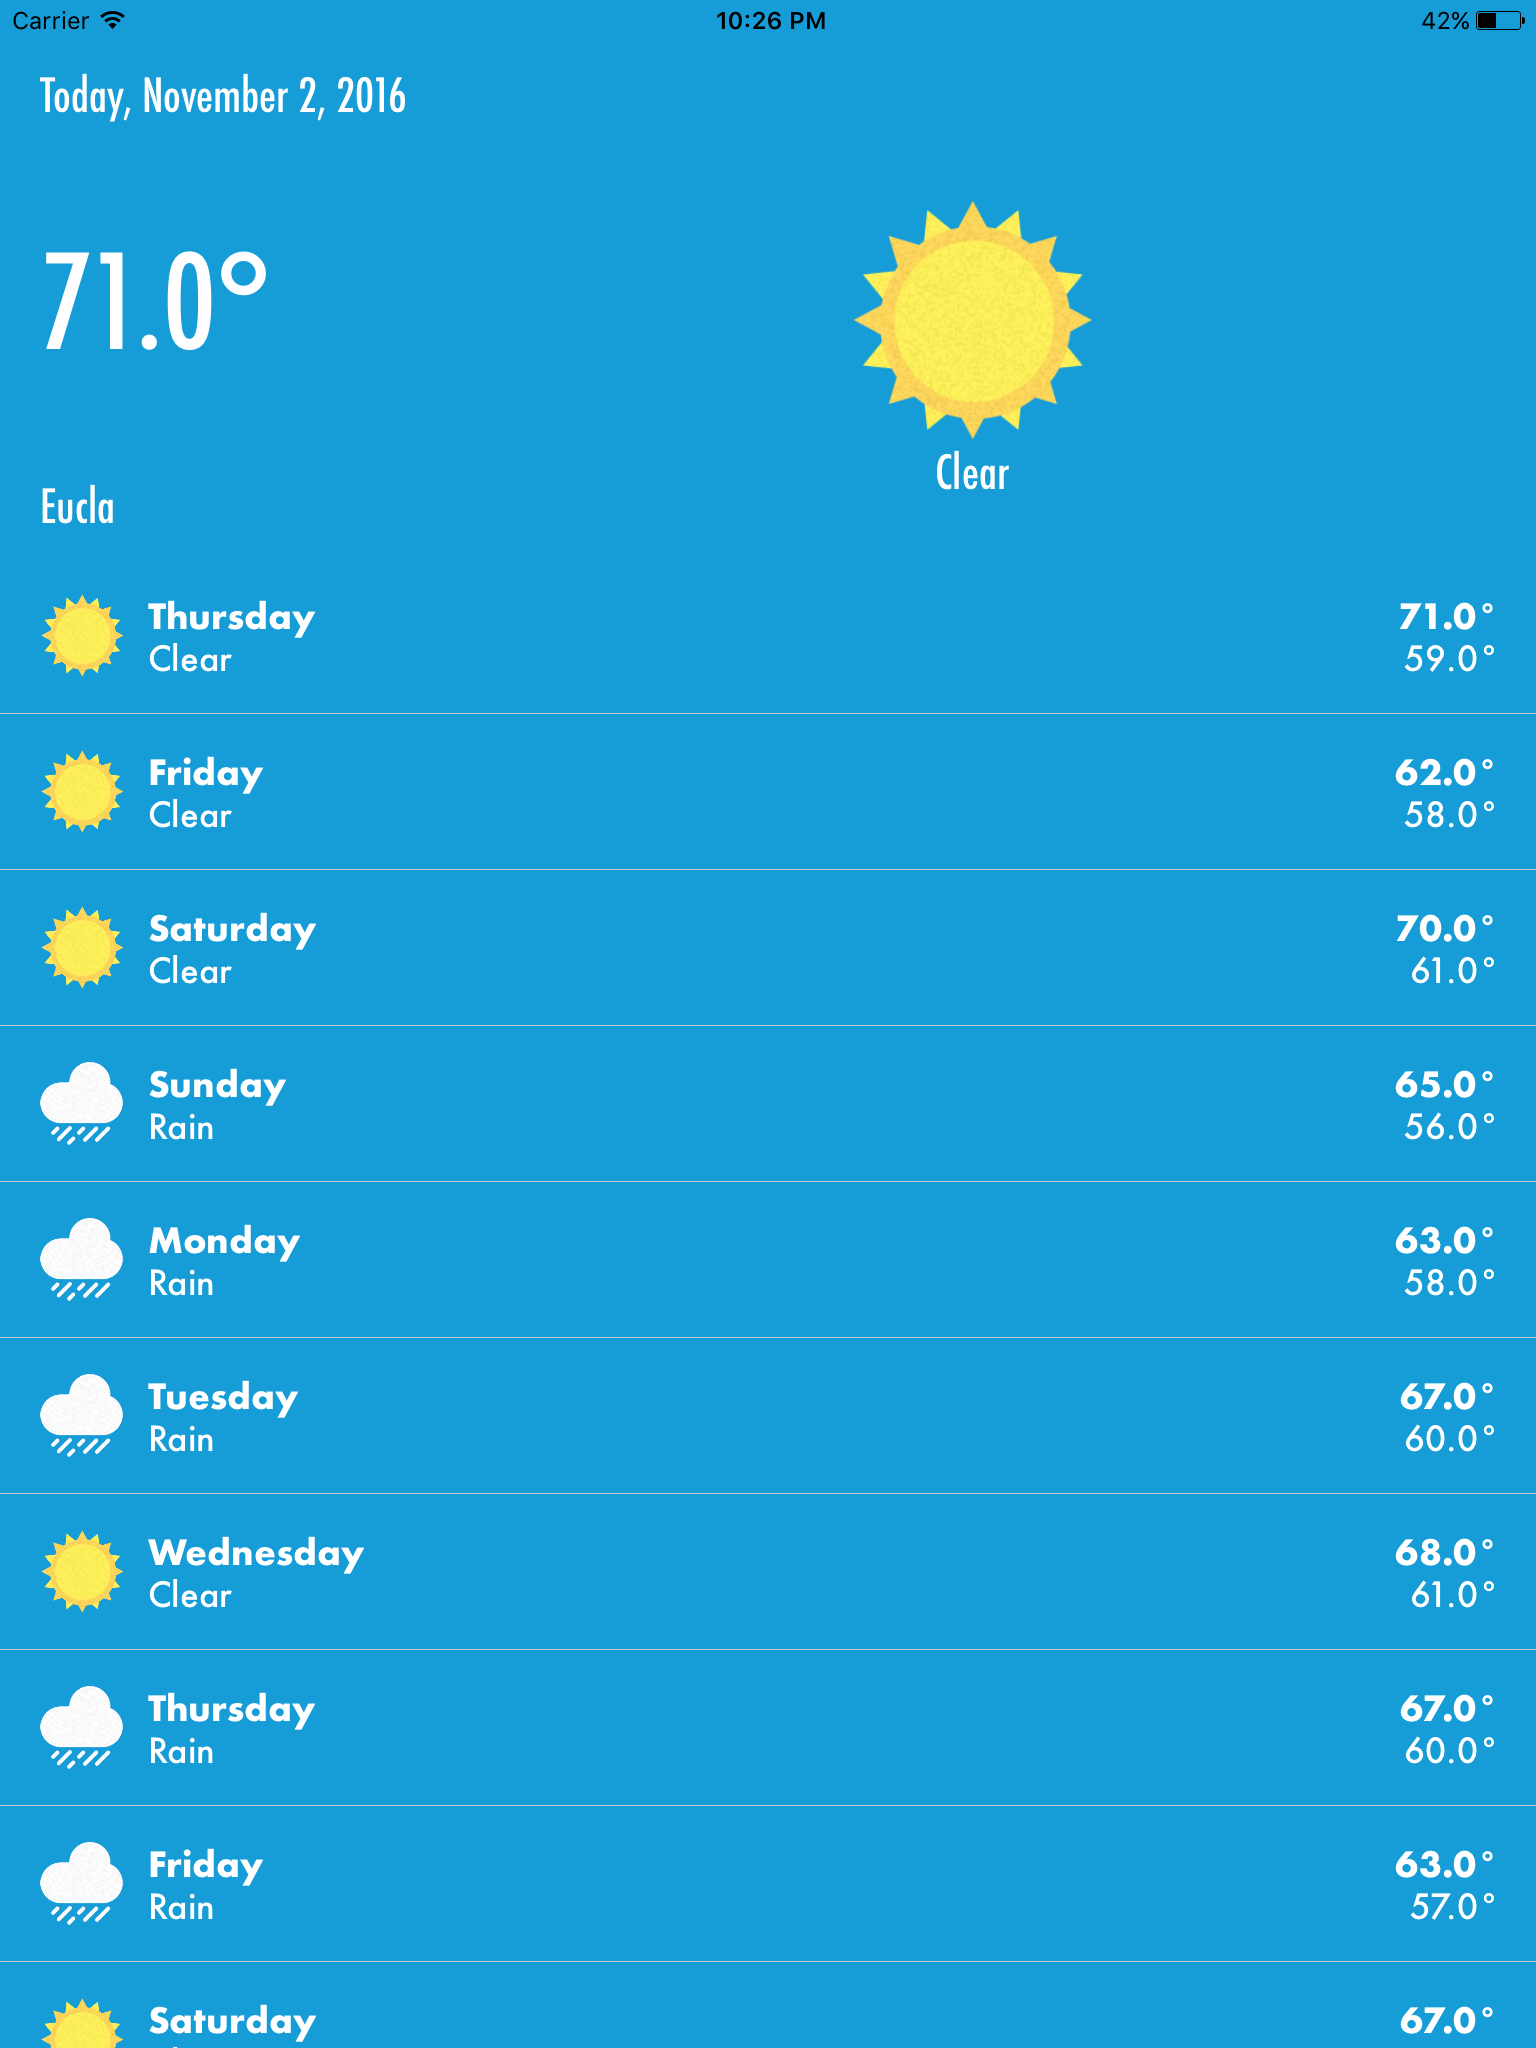 Carrier 10:26 PM 42%
Today, November 2, 2016
71.0°
Clear
Eucla
Thursday 71.0°
Clear 59.0°
Friday 62.0°
Clear 58.0°
Saturday 70.0°
Clear 61.0°
Sunday 65.0°
Rain 56.0°
Monday 63.0°
Rain 58.0°
Tuesday 67.0°
Rain 60.0°
Wednesday 68.0°
Clear 61.0°
Thursday 67.0°
Rain 60.0°
Friday 63.0°
Rain 57.0°
Saturday 67.0°